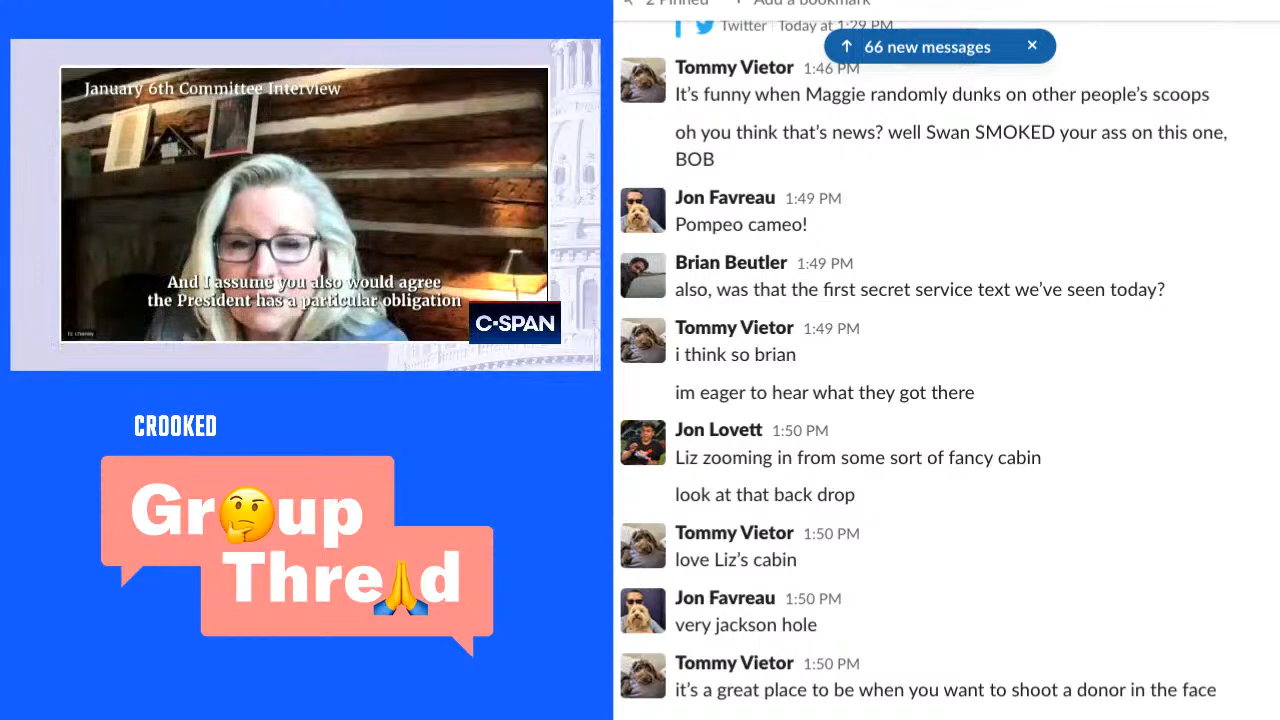 January 6th Committee Interview
And I assume you also would agree
the President has a particular obligation
liz cheney
C-SPAN
CROOKED
Gr🤔up
Thre🙏d
2 Pinned + Add a bookmark
Twitter | Today at 1:29 PM
↑ 66 new messages ×
Tommy Vietor 1:46 PM
It's funny when Maggie randomly dunks on other people's scoops
oh you think that's news? well Swan SMOKED your ass on this one,
BOB
Jon Favreau 1:49 PM
Pompeo cameo!
Brian Beutler 1:49 PM
also, was that the first secret service text we've seen today?
Tommy Vietor 1:49 PM
i think so brian
im eager to hear what they got there
Jon Lovett 1:50 PM
Liz zooming in from some sort of fancy cabin
look at that back drop
Tommy Vietor 1:50 PM
love Liz's cabin
Jon Favreau 1:50 PM
very jackson hole
Tommy Vietor 1:50 PM
it's a great place to be when you want to shoot a donor in the face